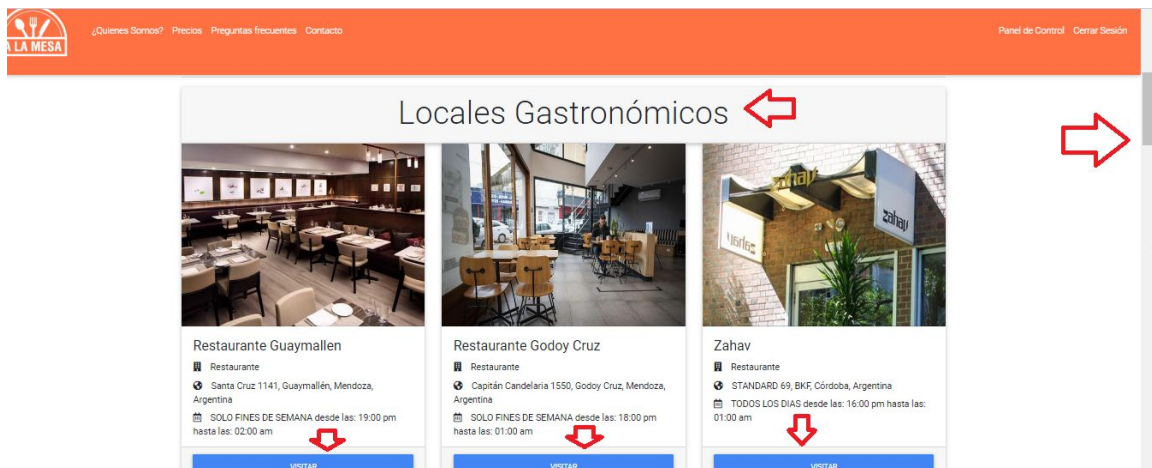 A LA MESA
¿Quienes Somos? Precios Preguntas frecuentes Contacto
Panel de Control Cerrar Sesión
Locales Gastronómicos
zahav
zahav
zahav
Restaurante Guaymallen
Restaurante
Santa Cruz 1141, Guaymallén, Mendoza,
Argentina
SOLO FINES DE SEMANA desde las: 19:00 pm
hasta las: 02:00 am
VISITAR
Restaurante Godoy Cruz
Restaurante
Capitán Candelaria 1550, Godoy Cruz, Mendoza,
Argentina
SOLO FINES DE SEMANA desde las: 18:00 pm
hasta las: 01:00 am
VISITAR
Zahav
Restaurante
STANDARD 69, BKF, Córdoba, Argentina
TODOS LOS DIAS desde las: 16:00 pm hasta las:
01:00 am
VISITAR